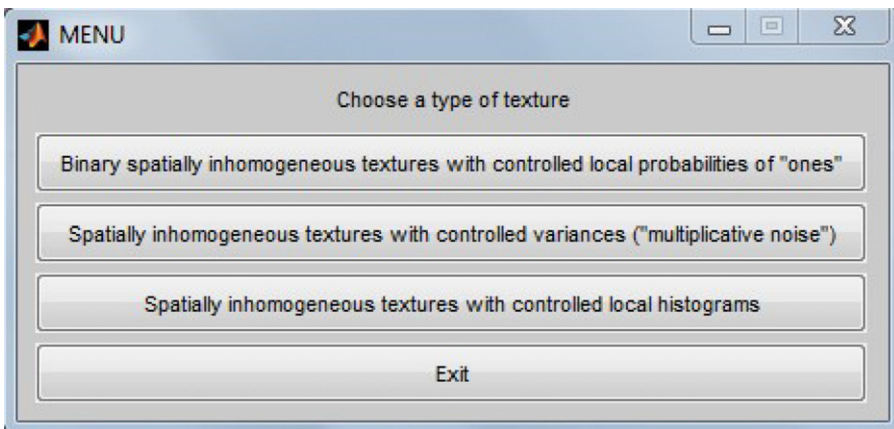 MENU
Choose a type of texture
Binary spatially inhomogeneous textures with controlled local probabilities of "ones"
Spatially inhomogeneous textures with controlled variances ("multiplicative noise")
Spatially inhomogeneous textures with controlled local histograms
Exit